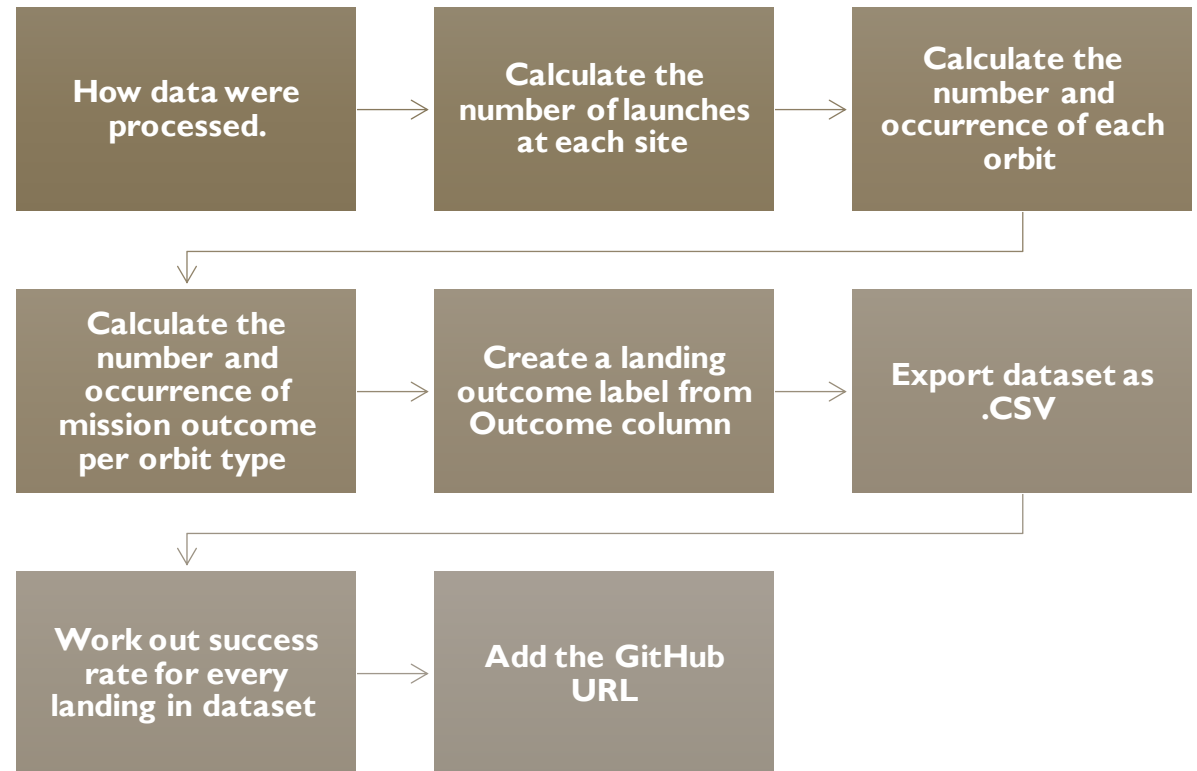 How data were
processed.
Calculate the
number of launches
at each site
Calculate the
number and
occurrence of each
orbit
Calculate the
number and
occurrence of
mission outcome
per orbit type
Create a landing
outcome label from
Outcome column
Export dataset as
.CSV
Work out success
rate for every
landing in dataset
Add the GitHub
URL